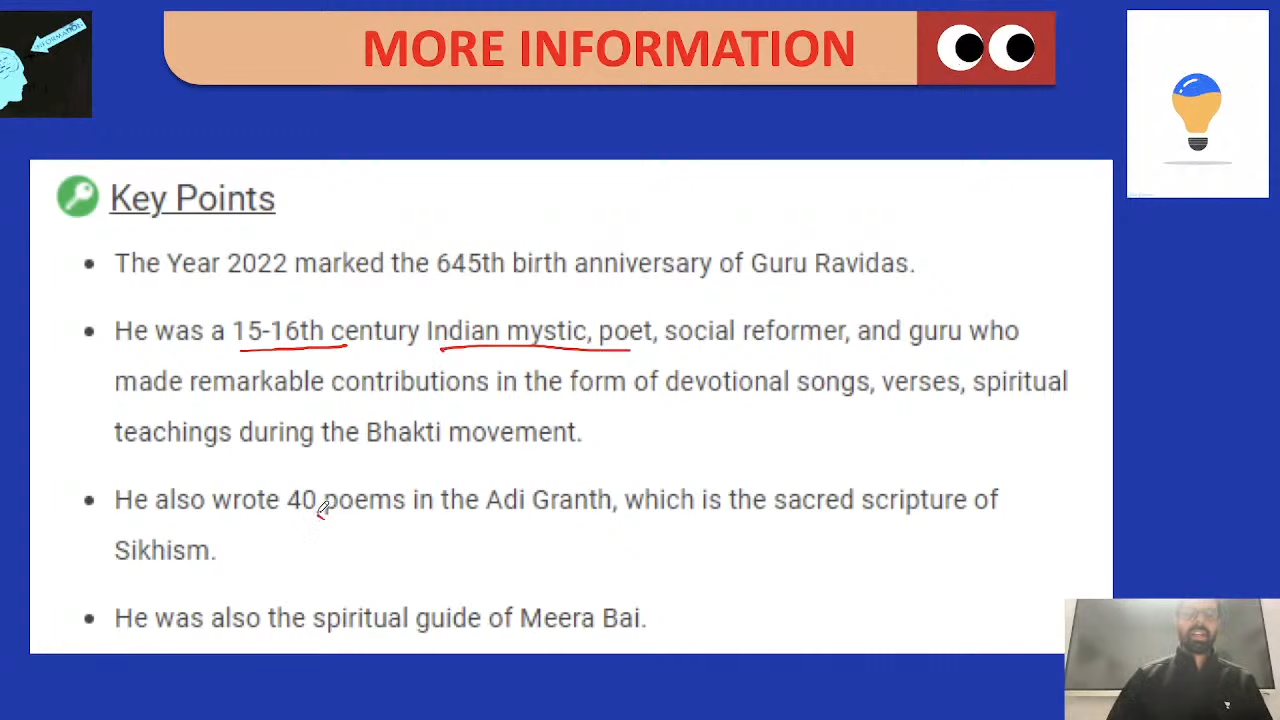 INFORMATION
MORE INFORMATION
Key Points
The Year 2022 marked the 645th birth anniversary of Guru Ravidas.
He was a 15-16th century Indian mystic, poet, social reformer, and guru who
made remarkable contributions in the form of devotional songs, verses, spiritual
teachings during the Bhakti movement.
He also wrote 40 poems in the Adi Granth, which is the sacred scripture of
Sikhism.
He was also the spiritual guide of Meera Bai.